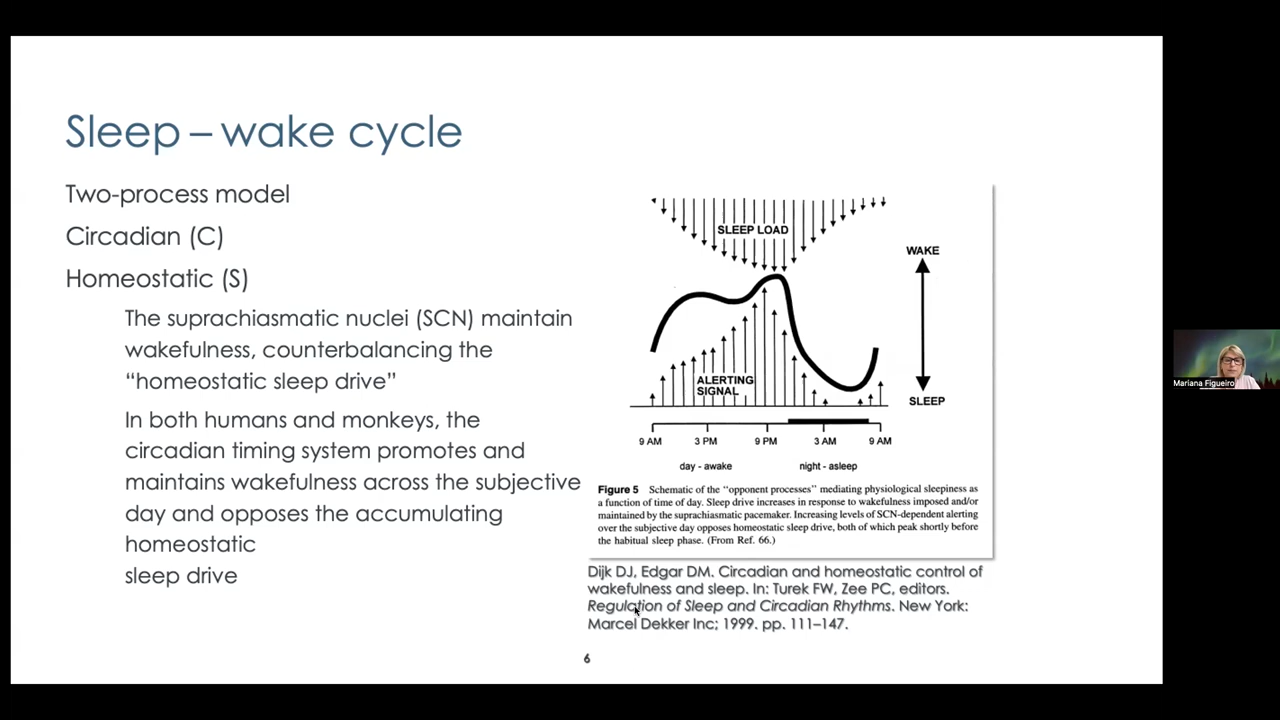 Sleep – wake cycle
Two-process model
Circadian (C)
Homeostatic (S)
The suprachiasmatic nuclei (SCN) maintain
wakefulness, counterbalancing the
“homeostatic sleep drive”
In both humans and monkeys, the
circadian timing system promotes and
maintains wakefulness across the subjective
day and opposes the accumulating
homeostatic
sleep drive
SLEEP LOAD
WAKE
ALERTING
SIGNAL
SLEEP
9 AM 3 PM 9 PM 3 AM 9 AM
day - awake night - asleep
Figure 5 Schematic of the “opponent processes” mediating physiological sleepiness as
a function of time of day. Sleep drive increases in response to wakefulness imposed and/or
maintained by the suprachiasmatic pacemaker. Increasing levels of SCN-dependent alerting
over the subjective day opposes homeostatic sleep drive, both of which peak shortly before
the habitual sleep phase. (From Ref. 66.)
Dijk DJ, Edgar DM. Circadian and homeostatic control of
wakefulness and sleep. In: Turek FW, Zee PC, editors.
Regulation of Sleep and Circadian Rhythms. New York:
Marcel Dekker Inc; 1999. pp. 111–147.
6
Mariana Figueiro